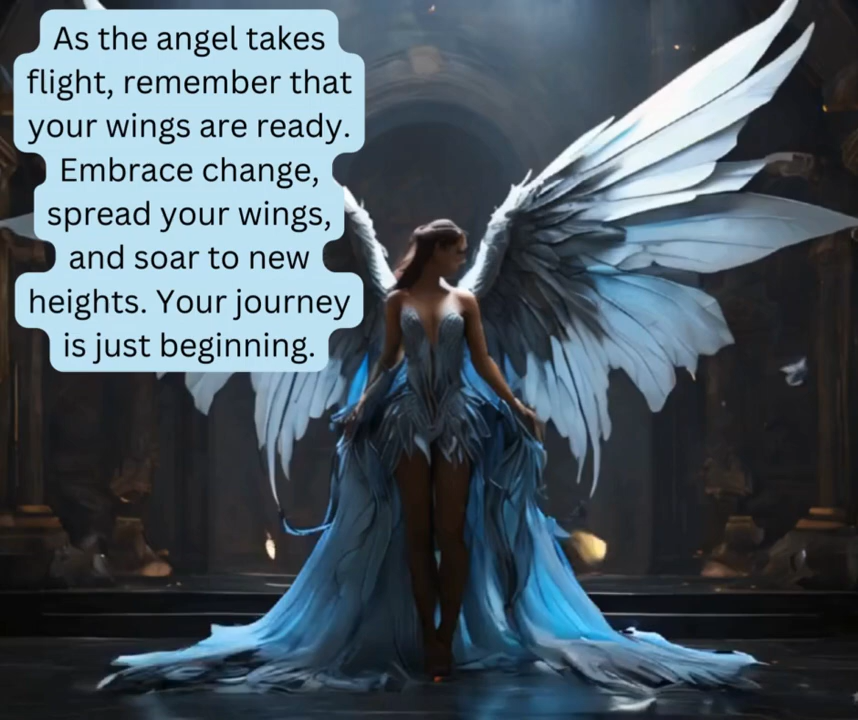 As the angel takes
flight, remember that
your wings are ready.
Embrace change,
spread your wings,
and soar to new
heights. Your journey
is just beginning.